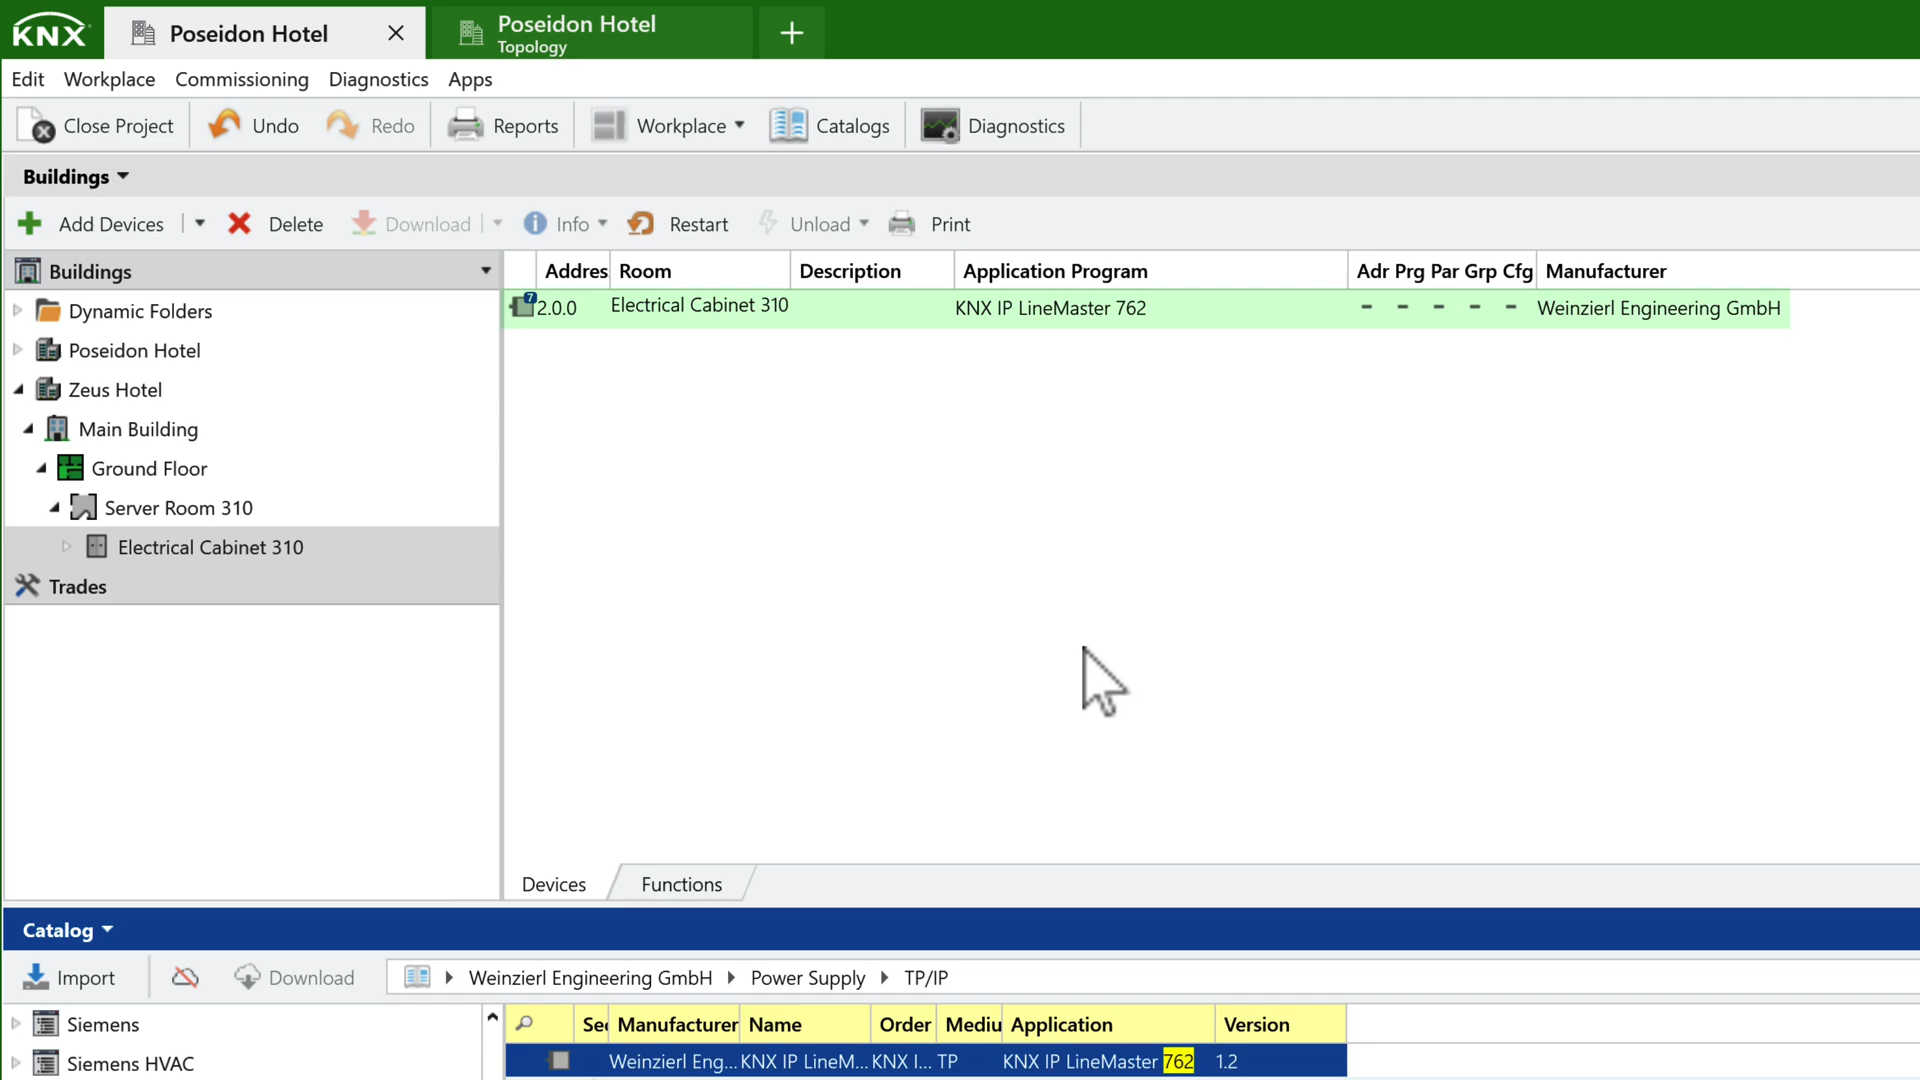 KNX Poseidon Hotel Poseidon Hotel
Topology
Edit Workplace Commissioning Diagnostics Apps
Close Project Undo Redo Reports Workplace Catalogs Diagnostics
Buildings
Add Devices Delete Download Info Restart Unload Print
Buildings
Addres Room Description Application Program Adr Prg Par Grp Cfg Manufacturer
7 2.0.0 Electrical Cabinet 310 KNX IP LineMaster 762 - - - - - Weinzierl Engineering GmbH
Dynamic Folders
Poseidon Hotel
Zeus Hotel
Main Building
Ground Floor
Server Room 310
Electrical Cabinet 310
Trades
Devices Functions
Catalog
Import Download Weinzierl Engineering GmbH Power Supply TP/IP
Siemens
Siemens HVAC
Sec Manufacturer Name Order Mediu Application Version
Weinzierl Eng... KNX IP LineM... KNX I... TP KNX IP LineMaster 762 1.2